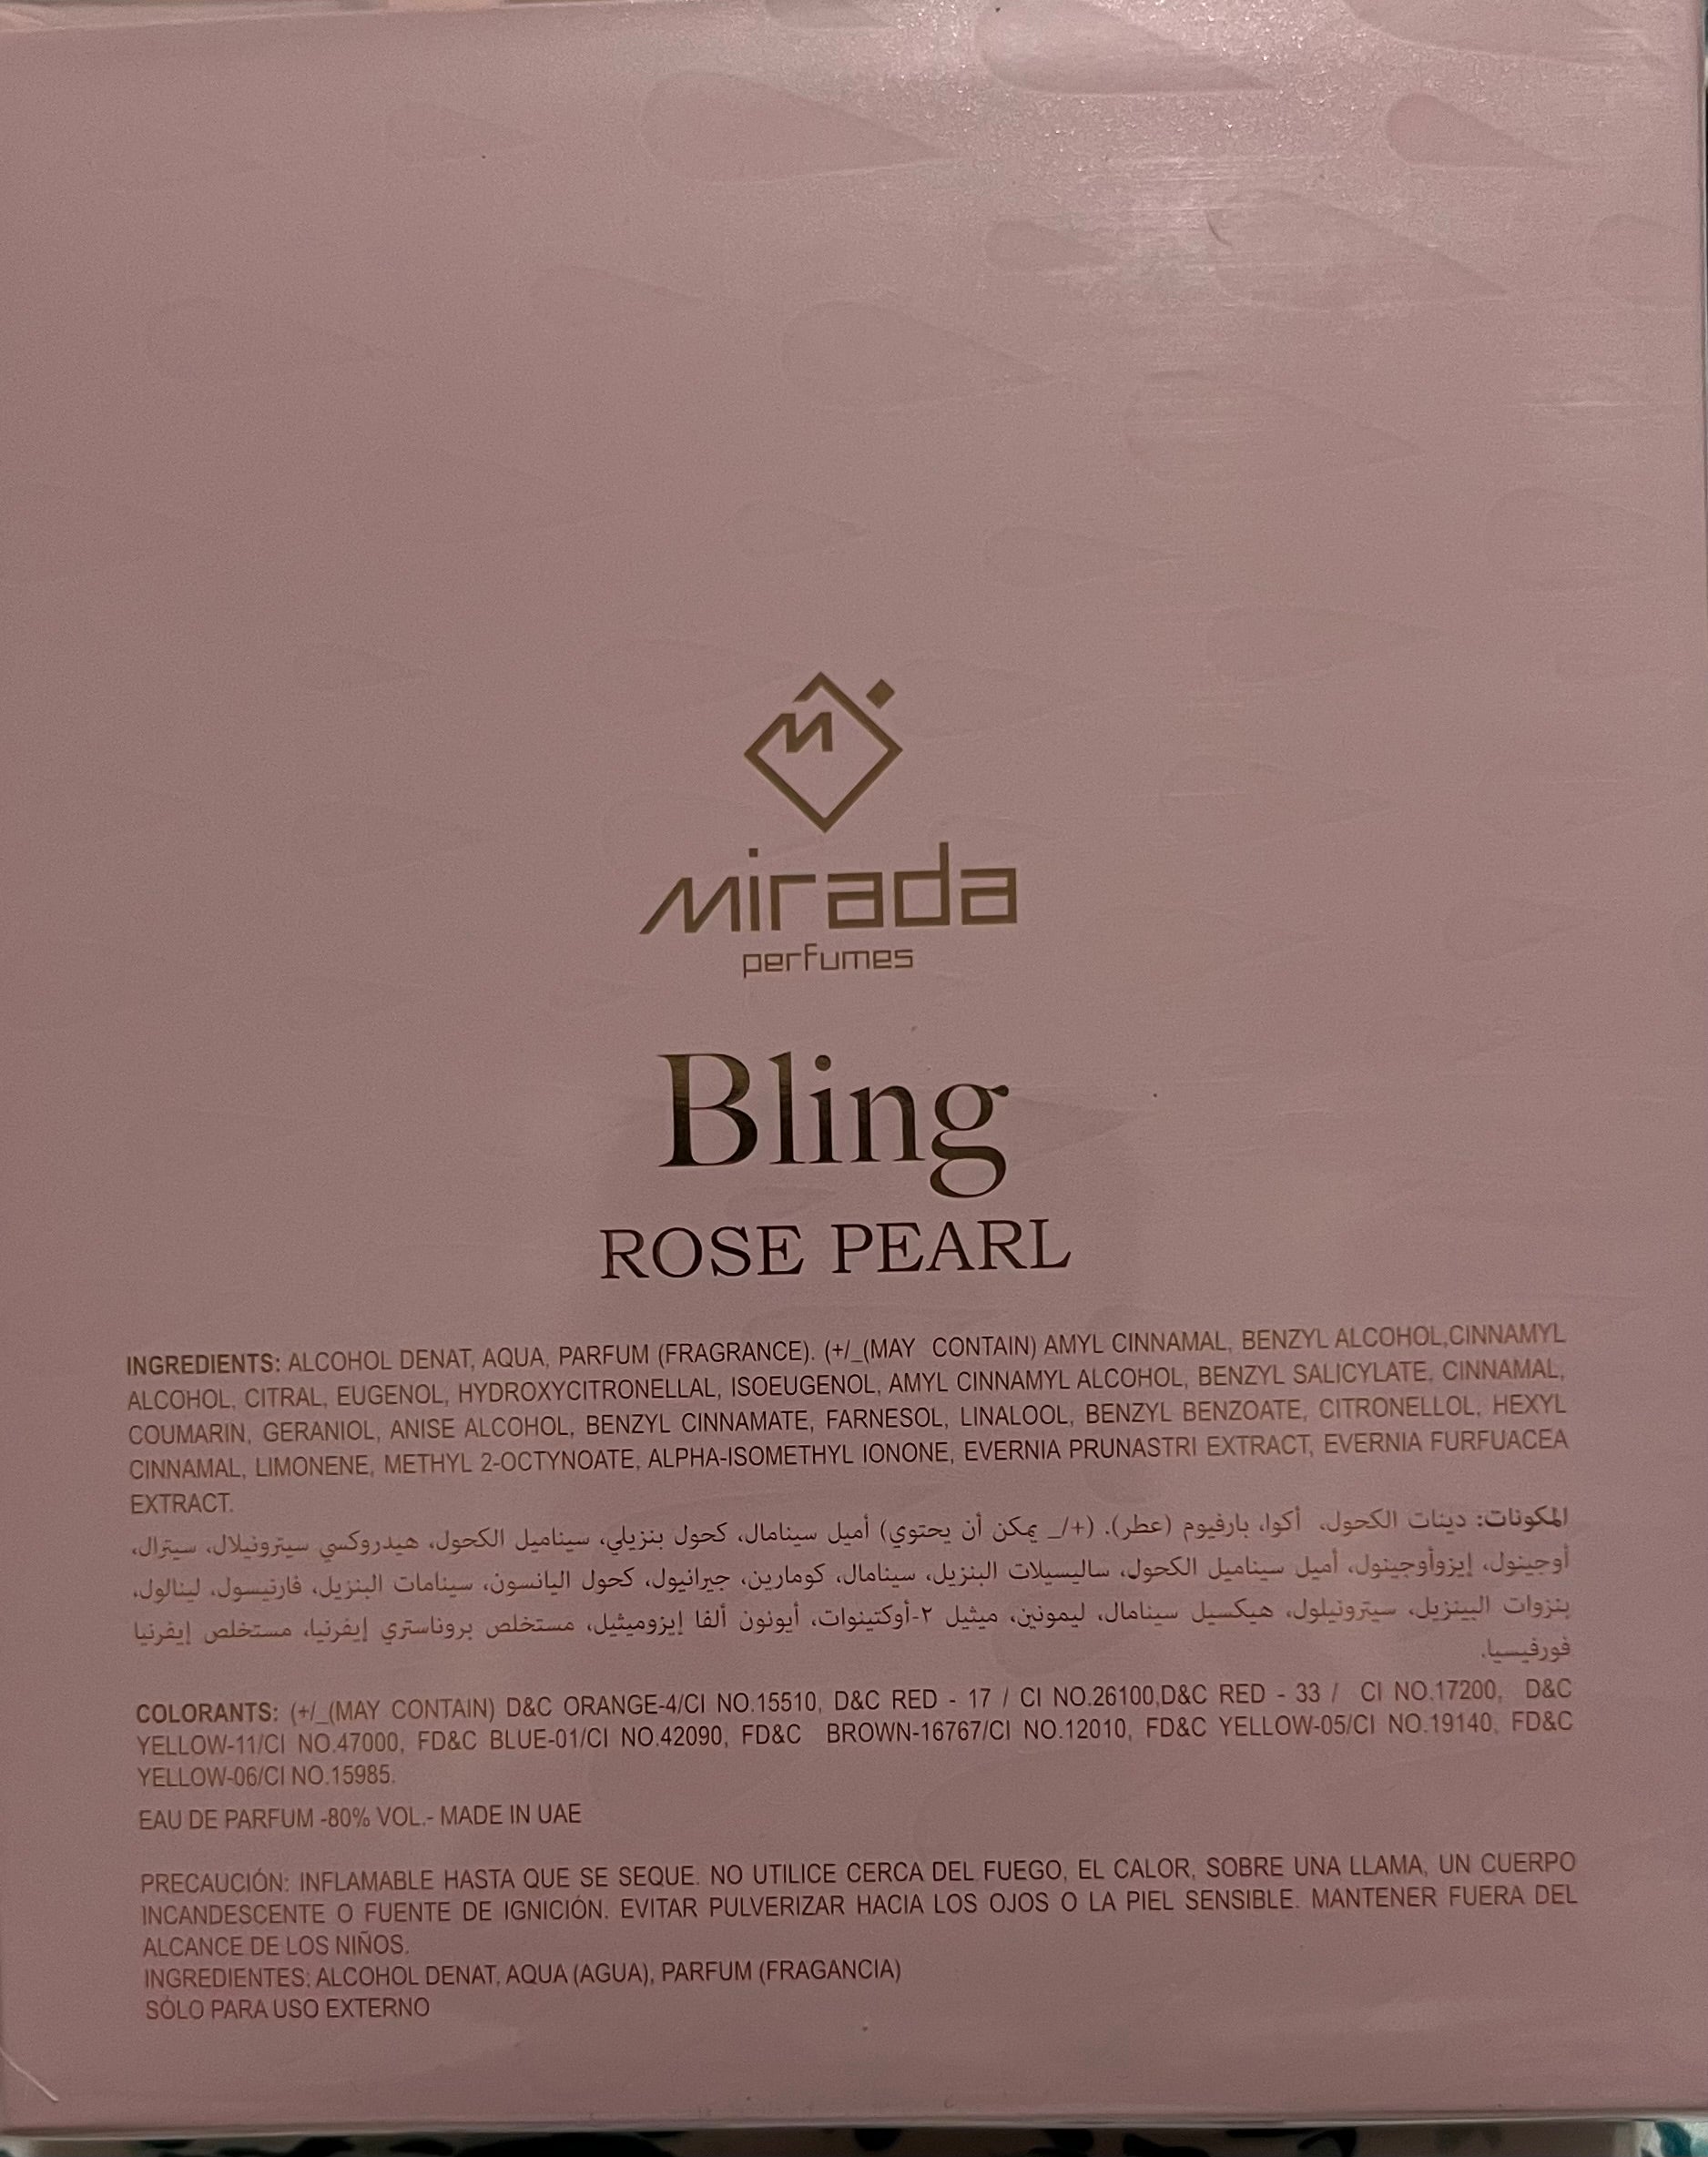 M
mirada
perfumes
Bling
ROSE PEARL
INGREDIENTS: ALCOHOL DENAT, AQUA, PARFUM (FRAGRANCE). (+/_(MAY CONTAIN) AMYL CINNAMAL, BENZYL ALCOHOL,CINNAMYL
ALCOHOL, CITRAL, EUGENOL, HYDROXYCITRONELLAL, ISOEUGENOL, AMYL CINNAMYL ALCOHOL, BENZYL SALICYLATE, CINNAMAL,
COUMARIN, GERANIOL, ANISE ALCOHOL, BENZYL CINNAMATE, FARNESOL, LINALOOL, BENZYL BENZOATE, CITRONELLOL, HEXYL
CINNAMAL, LIMONENE, METHYL 2-OCTYNOATE, ALPHA-ISOMETHYL IONONE, EVERNIA PRUNASTRI EXTRACT, EVERNIA FURFUACEA
EXTRACT.
المكونات: دينات الكحول، أكوا، بارفيوم (عطر). (+/_ يمكن أن يحتوي) أميل سينامال، كحول بنزيلي، سيناميل الكحول، هيدروكسي سيترونيلال، سيترال،
أوجينول، إيزوأوجينول، أميل سيناميل الكحول، ساليسيلات البنزيل، سينامال، كومارين، جيرانيول، كحول اليانسون، سينامات البنزيل، فارنيسول، لينالول،
بنزوات البينزيل، سيترونيلول، هيكسيل سينامال، ليمونين، ميثيل ٢-أوكتينوات، أيونون ألفا إيزوميثيل، مستخلص بروناستري إيفرنيا، مستخلص إيفرنيا
فورفيسيا.
COLORANTS: (+/_(MAY CONTAIN) D&C ORANGE-4/CI NO.15510, D&C RED - 17 / CI NO.26100,D&C RED - 33 / CI NO.17200, D&C
YELLOW-11/CI NO.47000, FD&C BLUE-01/CI NO.42090, FD&C BROWN-16767/CI NO.12010, FD&C YELLOW-05/CI NO.19140, FD&C
YELLOW-06/CI NO.15985.
EAU DE PARFUM -80% VOL.- MADE IN UAE
PRECAUCIÓN: INFLAMABLE HASTA QUE SE SEQUE. NO UTILICE CERCA DEL FUEGO, EL CALOR, SOBRE UNA LLAMA, UN CUERPO
INCANDESCENTE O FUENTE DE IGNICIÓN. EVITAR PULVERIZAR HACIA LOS OJOS O LA PIEL SENSIBLE. MANTENER FUERA DEL
ALCANCE DE LOS NIÑOS.
INGREDIENTES: ALCOHOL DENAT, AQUA (AGUA), PARFUM (FRAGANCIA)
SÓLO PARA USO EXTERNO